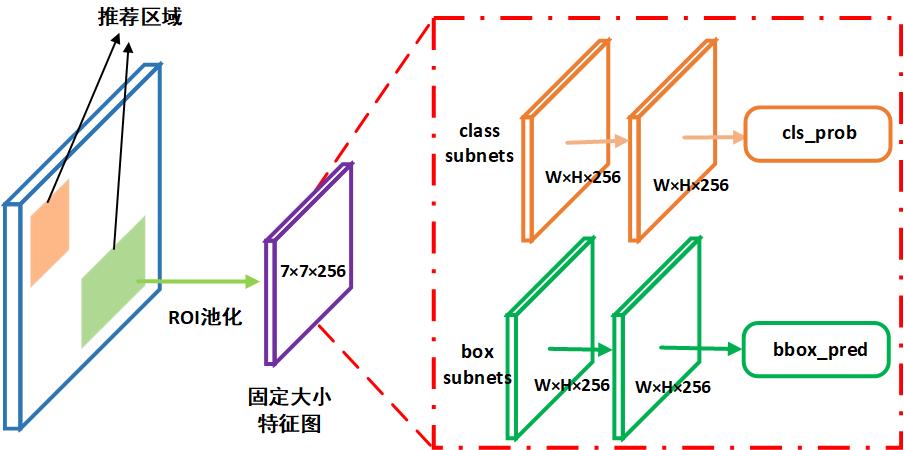 推荐区域
ROI池化
7×7×256
固定大小
特征图
class
subnets
W×H×256
W×H×256
cls_prob
box
subnets
W×H×256
W×H×256
bbox_pred